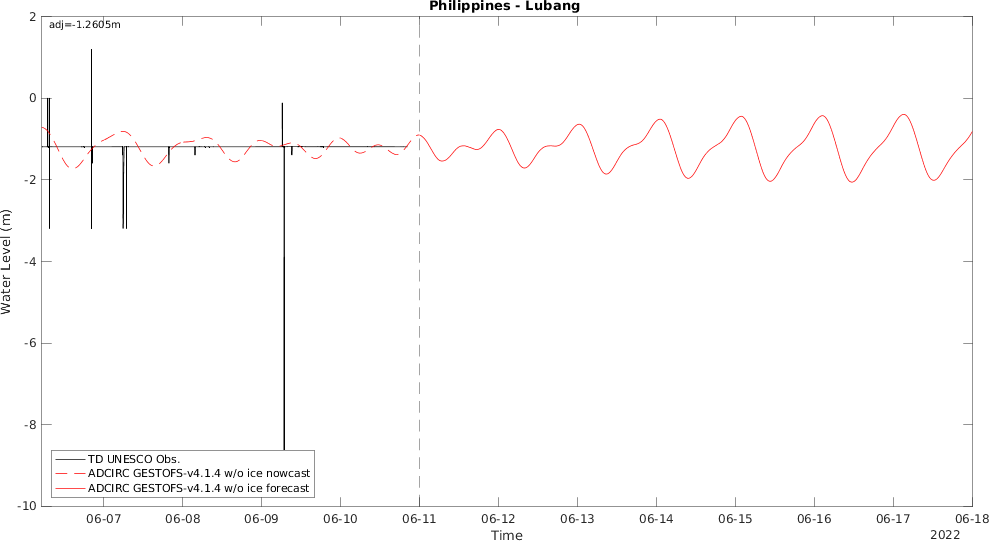 Philippines - Lubang
adj=-1.2605m
2
0
-2
-4
-6
-8
-10
Water Level (m)
TD UNESCO Obs.
ADCIRC GESTOFS-v4.1.4 w/o ice nowcast
ADCIRC GESTOFS-v4.1.4 w/o ice forecast
06-07 06-08 06-09 06-10 06-11 06-12 06-13 06-14 06-15 06-16 06-17 06-18
Time
2022